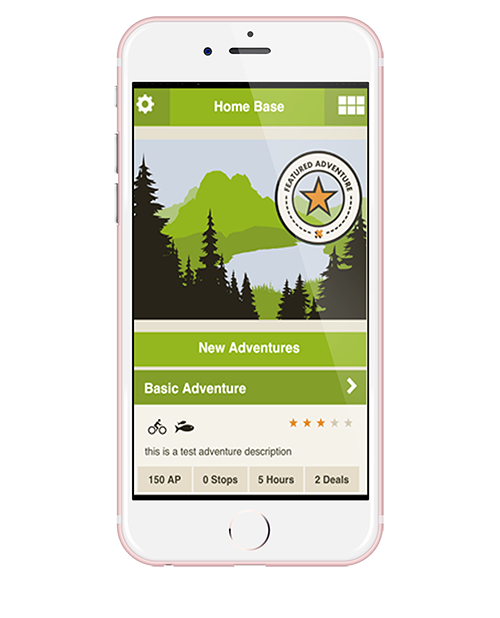 Home Base
FEATURED ADVENTURE
New Adventures
Basic Adventure
this is a test adventure description
150 AP
0 Stops
5 Hours
2 Deals